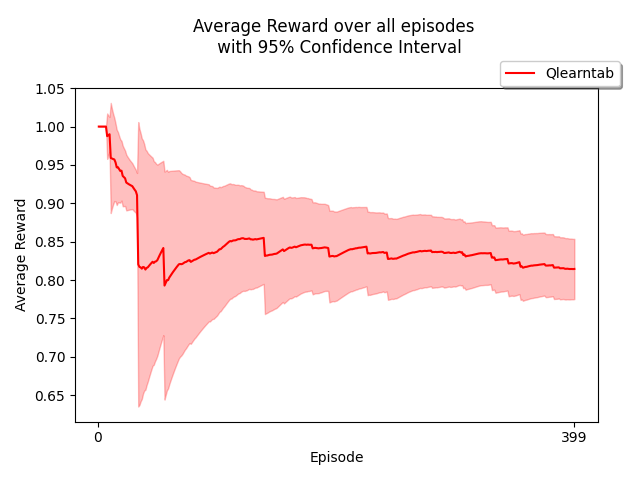 Average Reward over all episodes
with 95% Confidence Interval
Qlearntab
1.05
1.00
0.95
0.90
0.85
0.80
0.75
0.70
0.65
Average Reward
0
399
Episode